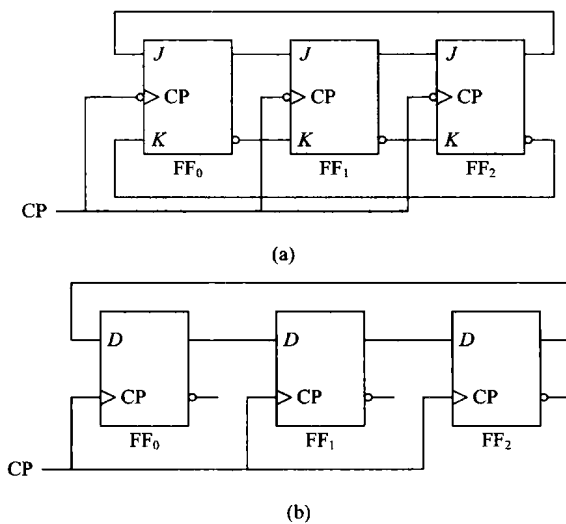 J J J
CP CP CP
K K K
FF₀ FF₁ FF₂
CP
(a)
D D D
CP CP CP
FF₀ FF₁ FF₂
CP
(b)